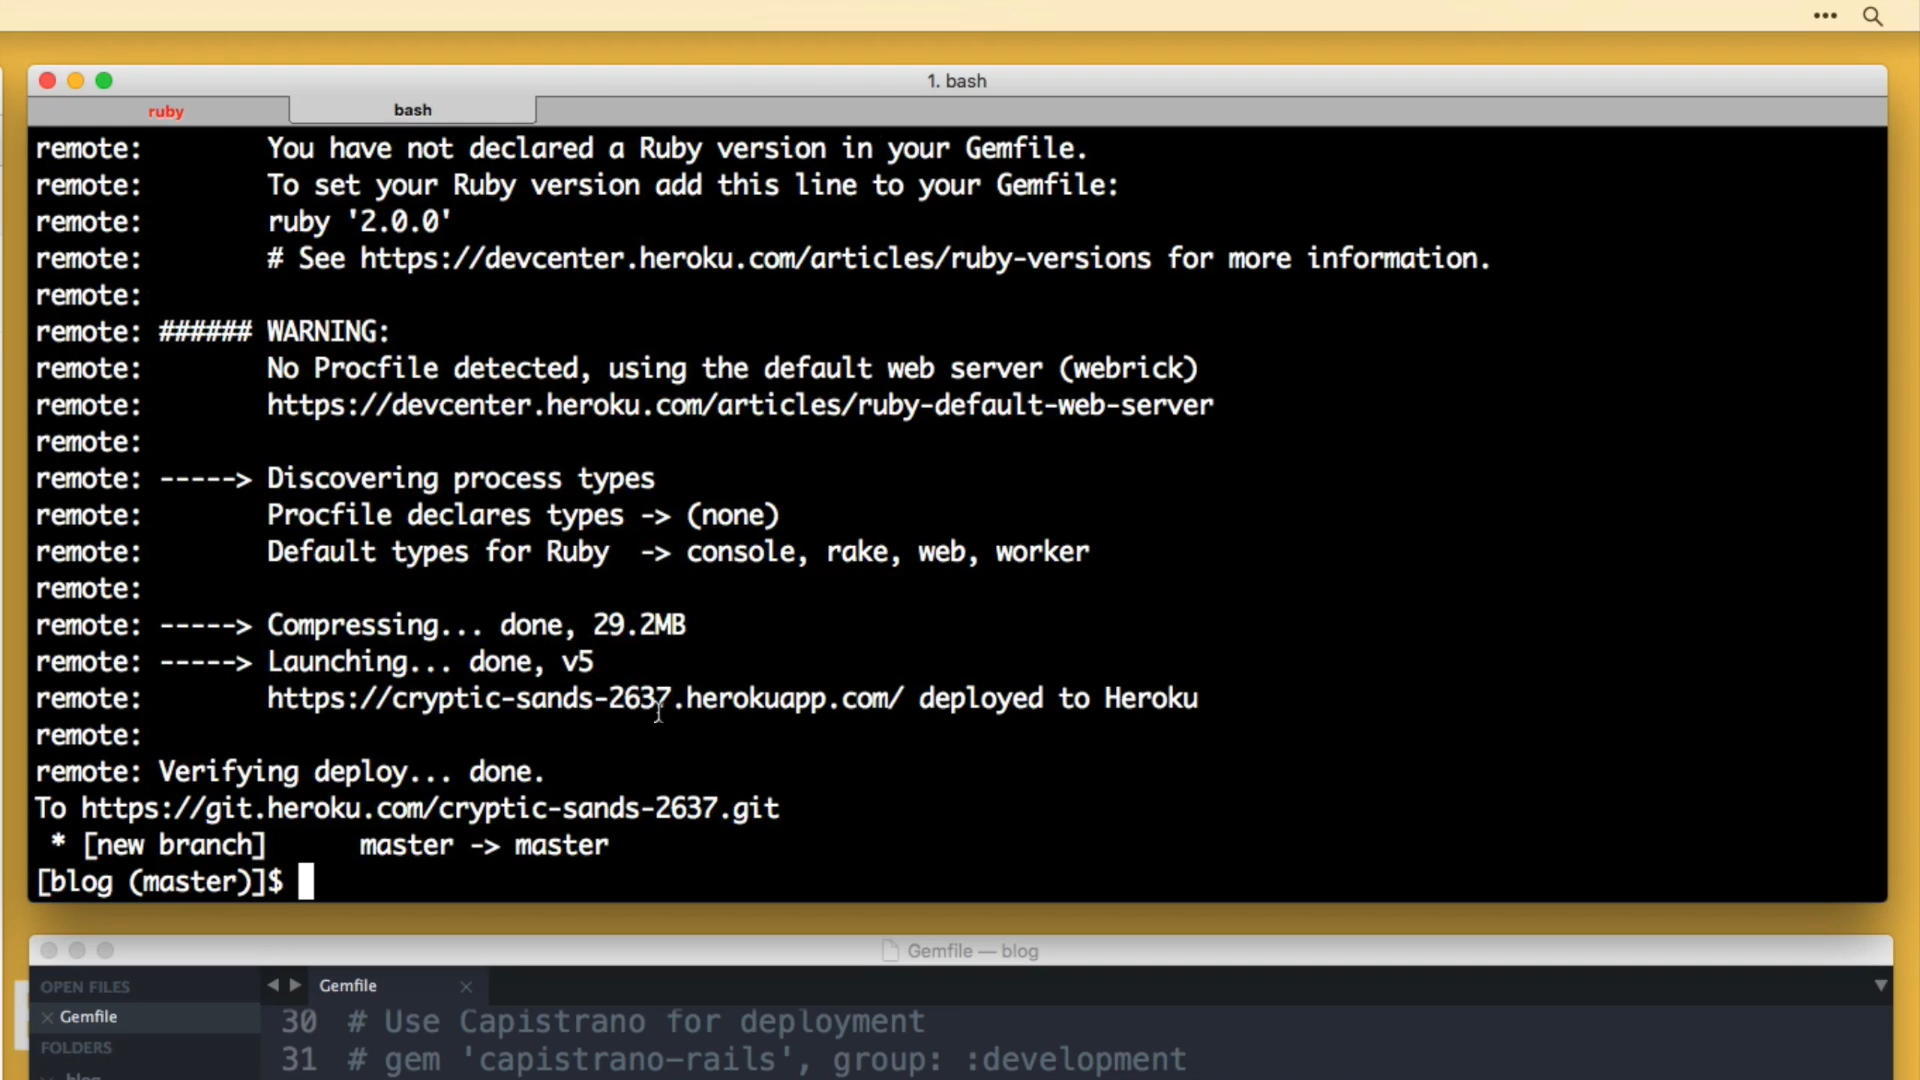 •••
1. bash
ruby bash
remote: You have not declared a Ruby version in your Gemfile.
remote: To set your Ruby version add this line to your Gemfile:
remote: ruby '2.0.0'
remote: # See https://devcenter.heroku.com/articles/ruby-versions for more information.
remote:
remote: ###### WARNING:
remote: No Procfile detected, using the default web server (webrick)
remote: https://devcenter.heroku.com/articles/ruby-default-web-server
remote:
remote: -----> Discovering process types
remote: Procfile declares types -> (none)
remote: Default types for Ruby -> console, rake, web, worker
remote:
remote: -----> Compressing... done, 29.2MB
remote: -----> Launching... done, v5
remote: https://cryptic-sands-2637.herokuapp.com/ deployed to Heroku
remote:
remote: Verifying deploy... done.
To https://git.heroku.com/cryptic-sands-2637.git
* [new branch] master -> master
[blog (master)]$
Gemfile — blog
OPEN FILES
Gemfile
FOLDERS
blog
Gemfile
30 # Use Capistrano for deployment
31 # gem 'capistrano-rails', group: :development